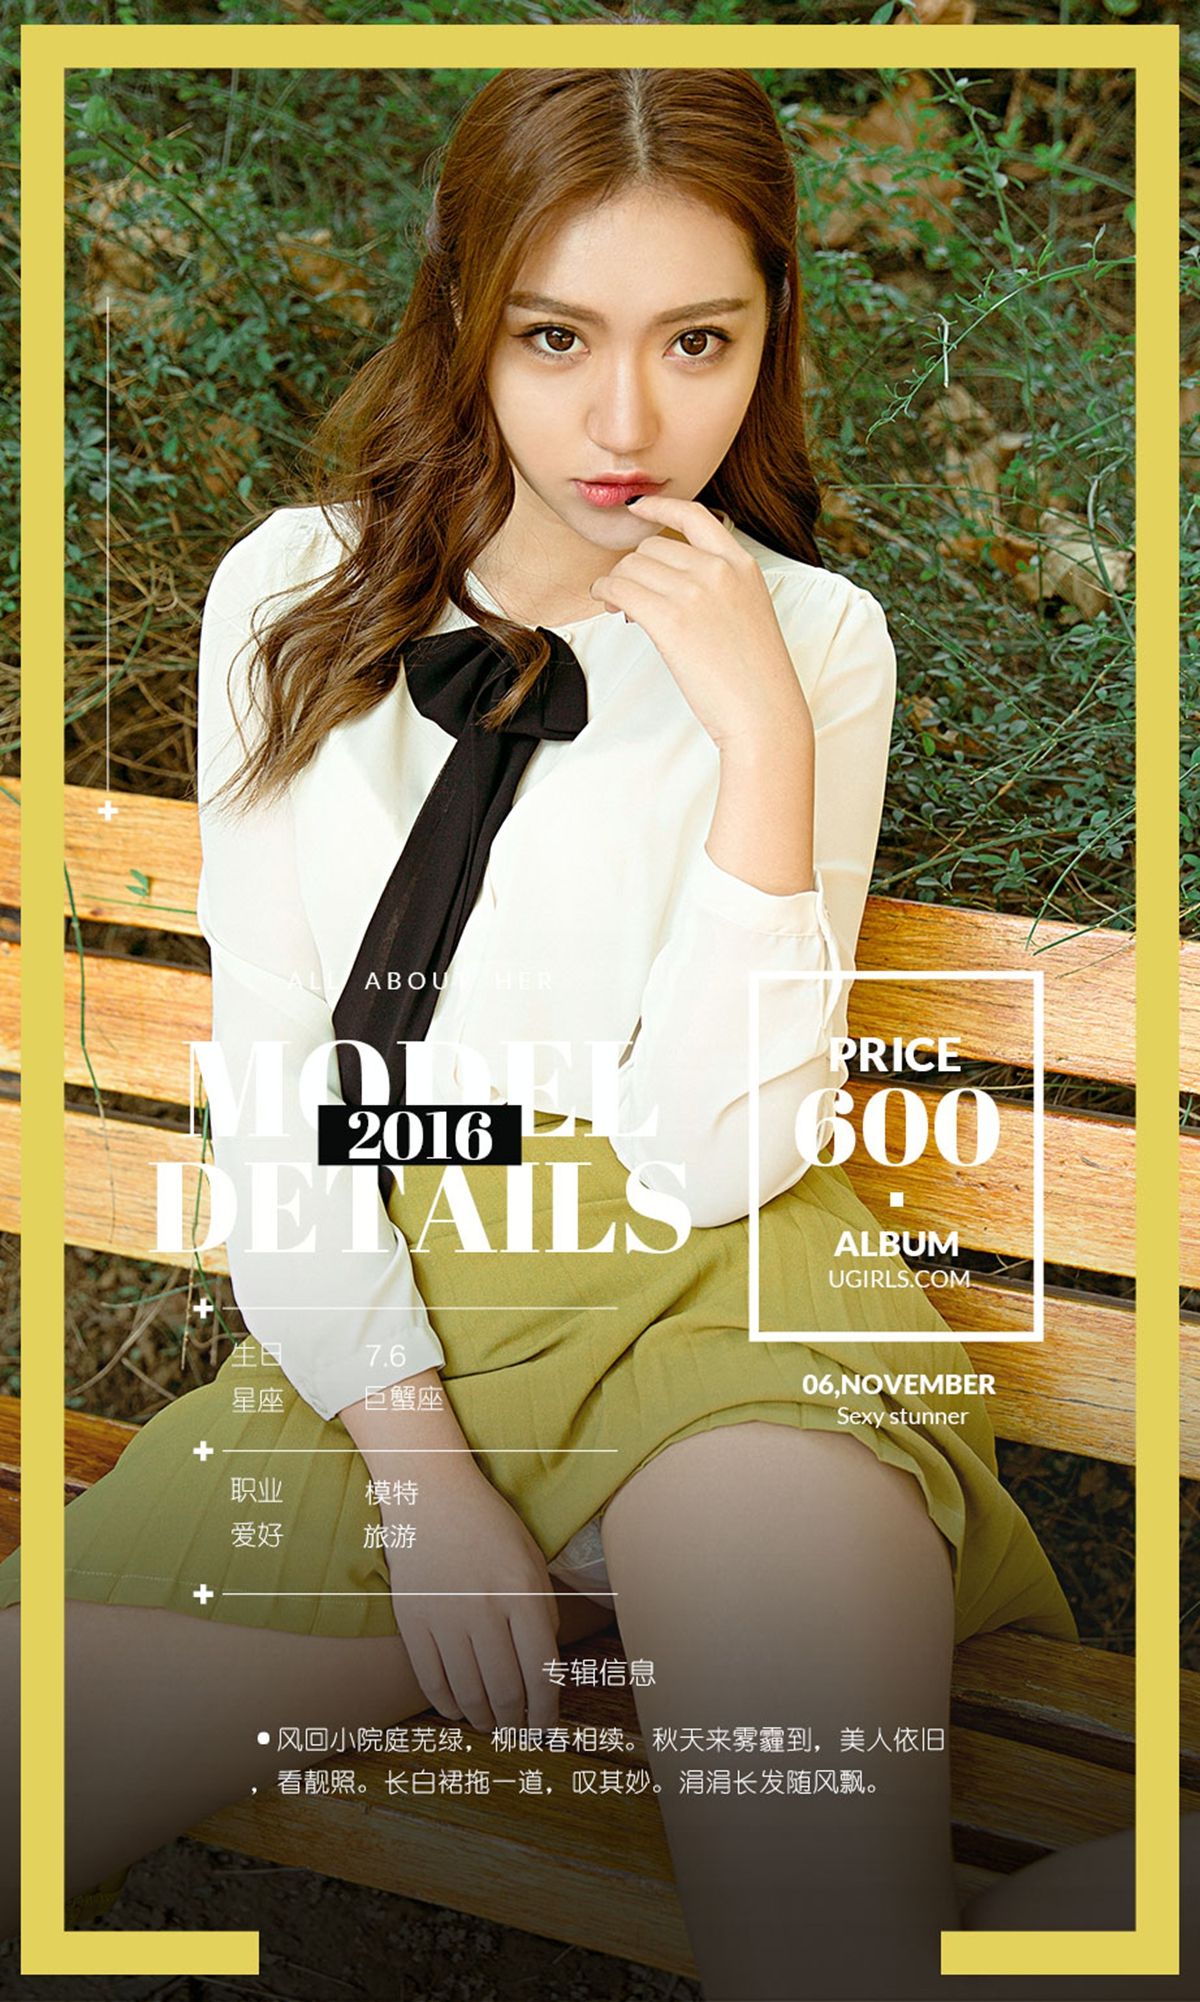 ALL ABOUT HER
MODEL
2016
DETAILS
PRICE
600
ALBUM
UGIRLS.COM
06,NOVEMBER
Sexy stunner
生日 7.6
星座 巨蟹座
职业 模特
爱好 旅游
专辑信息
•风回小院庭芜绿，柳眼春相续。秋天来雾霾到，美人依旧
，看靓照。长白裙拖一道，叹其妙。涓涓长发随风飘。